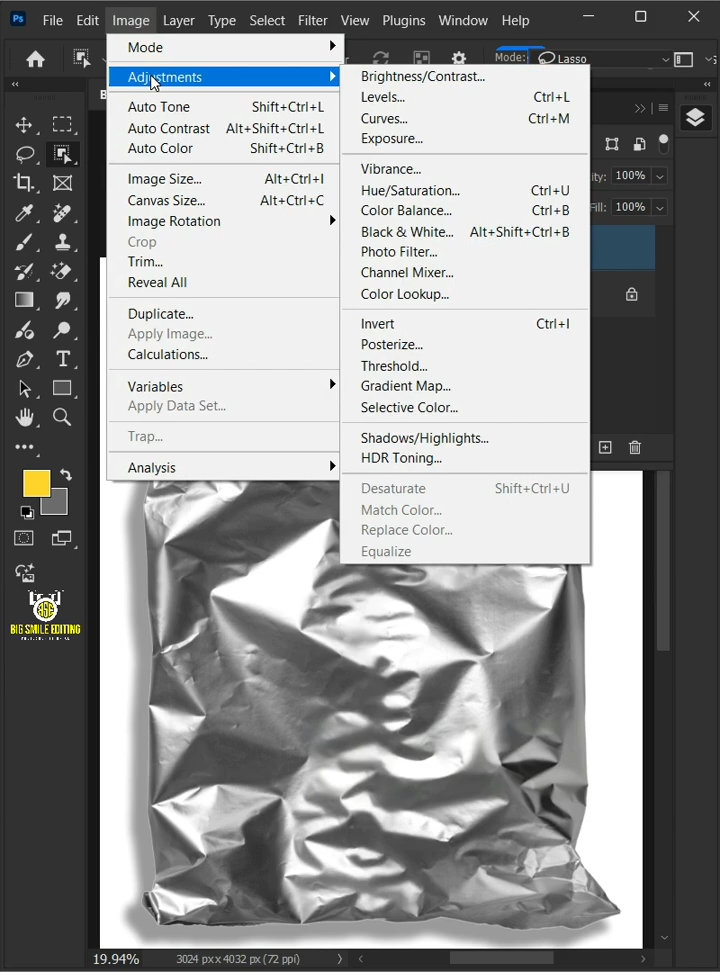 Ps File Edit Image Layer Type Select Filter View Plugins Window Help
Mode: Lasso
Mode
Adjustments
Auto Tone Shift+Ctrl+L
Auto Contrast Alt+Shift+Ctrl+L
Auto Color Shift+Ctrl+B
Image Size... Alt+Ctrl+I
Canvas Size... Alt+Ctrl+C
Image Rotation
Crop
Trim...
Reveal All
Duplicate...
Apply Image...
Calculations...
Variables
Apply Data Set...
Trap...
Analysis
Brightness/Contrast...
Levels... Ctrl+L
Curves... Ctrl+M
Exposure...
Vibrance...
Hue/Saturation... Ctrl+U
Color Balance... Ctrl+B
Black & White... Alt+Shift+Ctrl+B
Photo Filter...
Channel Mixer...
Color Lookup...
Invert Ctrl+I
Posterize...
Threshold...
Gradient Map...
Selective Color...
Shadows/Highlights...
HDR Toning...
Desaturate Shift+Ctrl+U
Match Color...
Replace Color...
Equalize
ity: 100%
Fill: 100%
BIG SMILE EDITING
19.94% 3024 px x 4032 px (72 ppi)